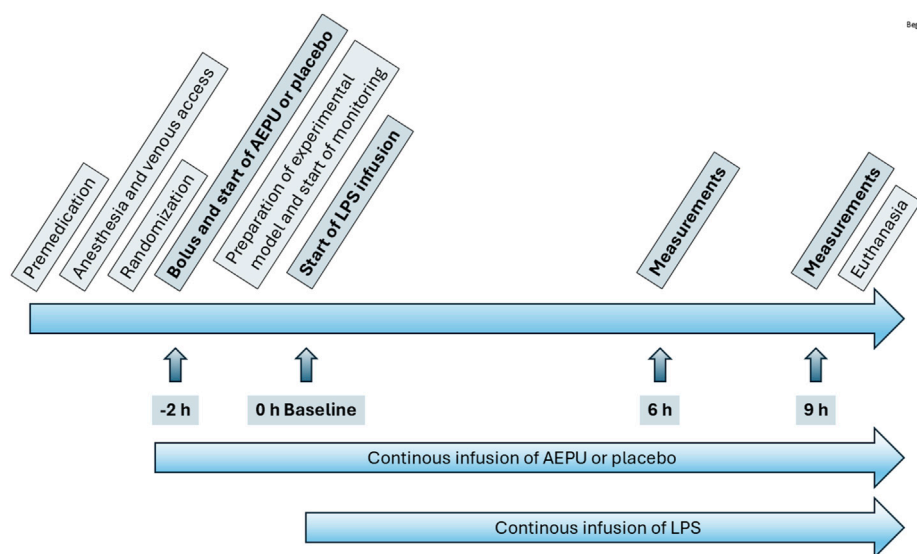 Beg
Premedication
Anesthesia and venous access
Randomization
Bolus and start of AEPU or placebo
Preparation of experimental
model and start of monitoring
Start of LPS infusion
Measurements
Measurements
Euthanasia
-2 h
0 h Baseline
6 h
9 h
Continous infusion of AEPU or placebo
Continous infusion of LPS